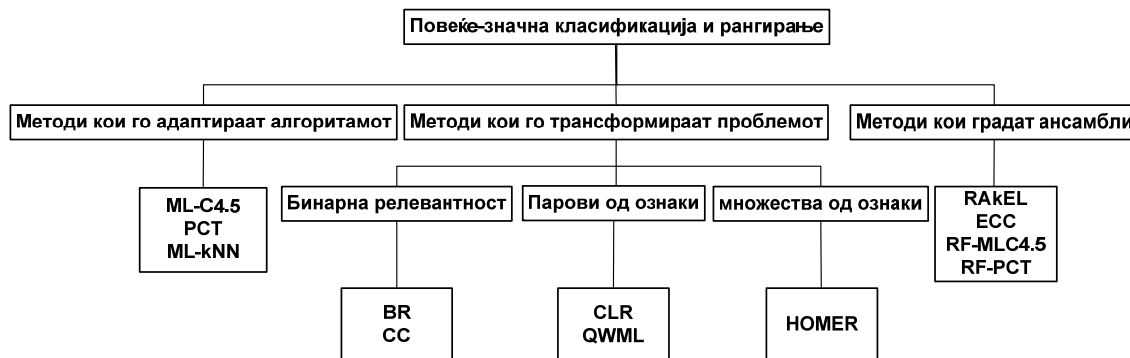 Повеќе-значна класификација и рангирање
Методи кои го адаптираат алгоритамот
Методи кои го трансформираат проблемот
Методи кои градат ансамбли
ML-C4.5
PCT
ML-kNN
Бинарна релевантност
Парови од ознаки
множества од ознаки
RAkEL
ECC
RF-MLC4.5
RF-PCT
BR
CC
CLR
QWML
HOMER